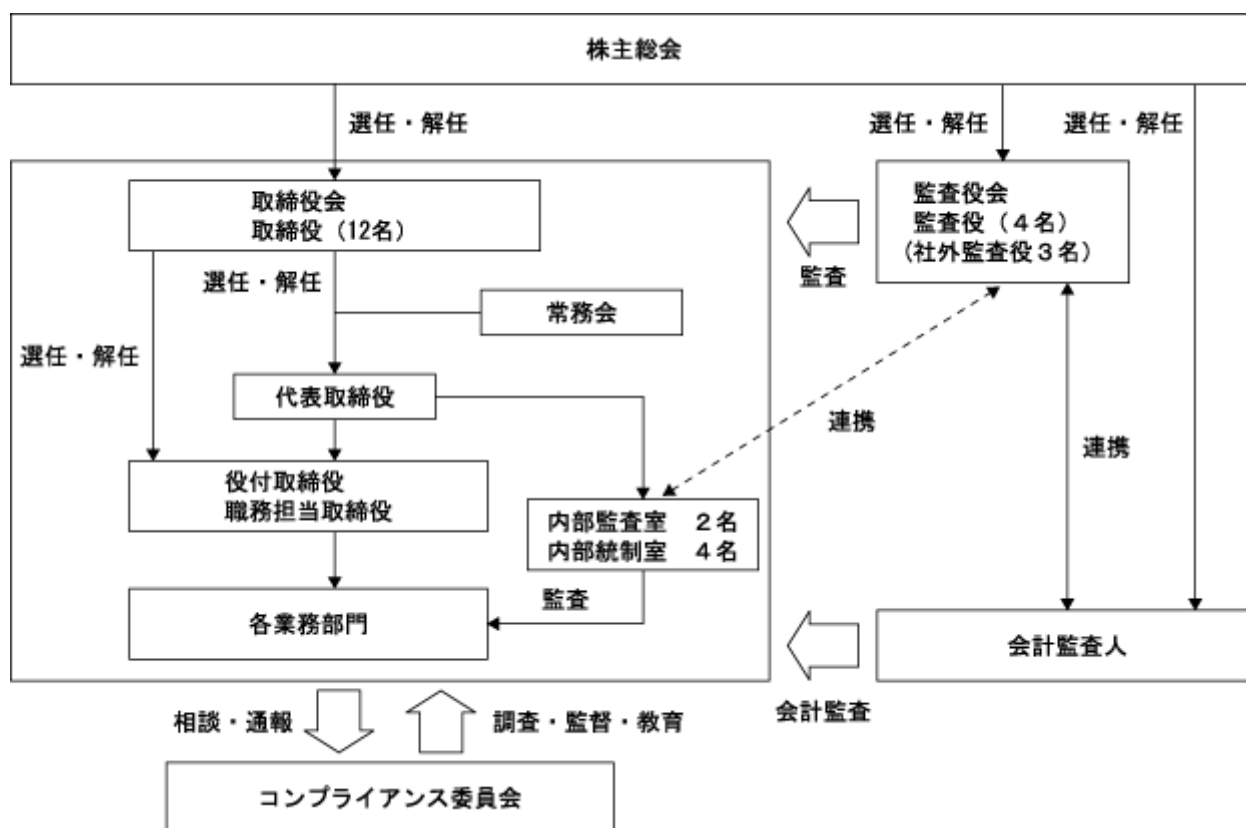 株主総会
選任・解任
選任・解任
選任・解任
取締役会
取締役（12名）
監査役会
監査役（４名）
（社外監査役３名）
監査
選任・解任
常務会
選任・解任
代表取締役
連携
連携
役付取締役
職務担当取締役
内部監査室　２名
内部統制室　４名
監査
各業務部門
会計監査人
会計監査
相談・通報
調査・監督・教育
コンプライアンス委員会